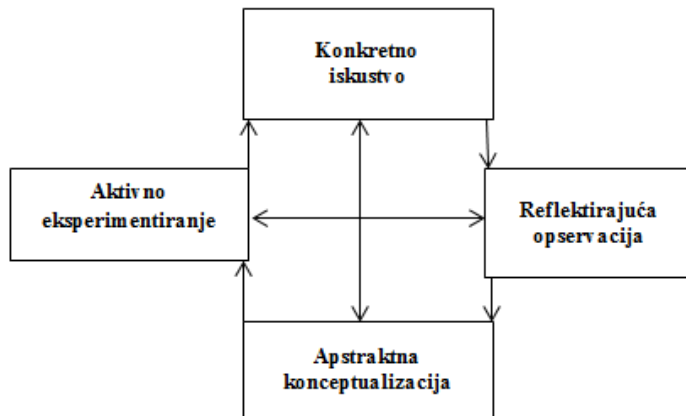 Konkretno
iskustvo
Aktivno
eksperimentiranje
Reflektirajuća
opservacija
Apstraktna
konceptualizacija